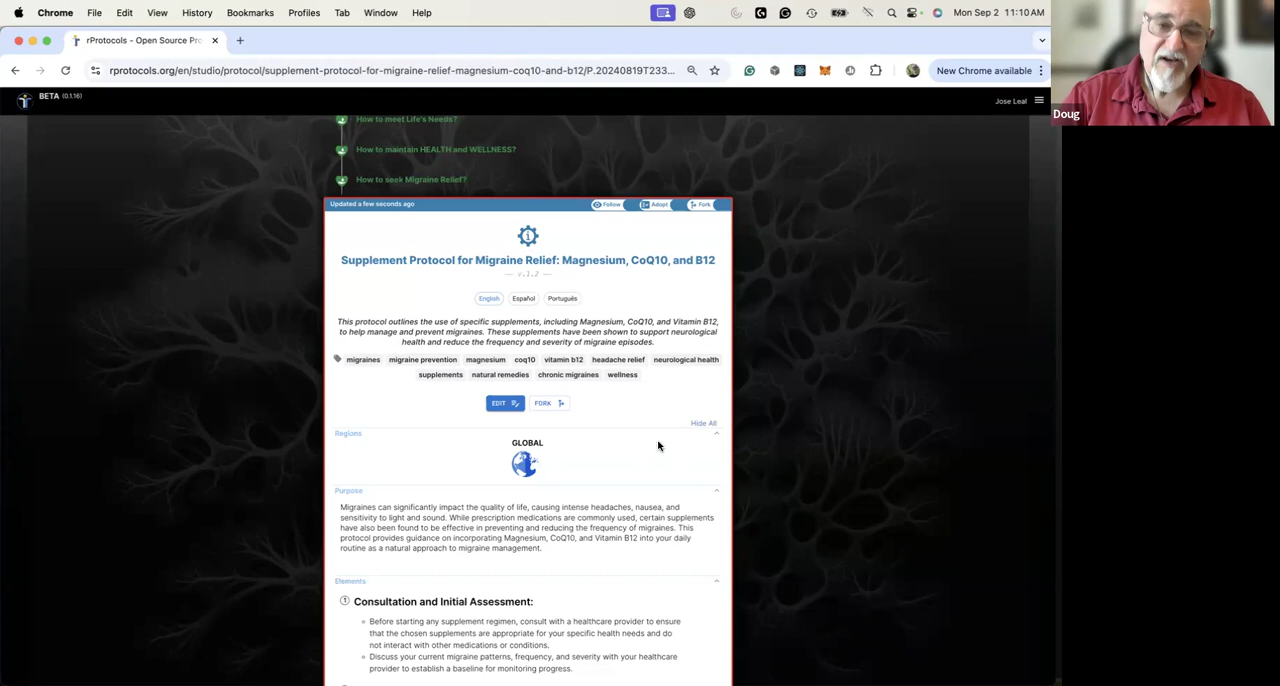 Chrome File Edit View History Bookmarks Profiles Tab Window Help Mon Sep 2 11:10 AM
rProtocols - Open Source Pro
rprotocols.org/en/studio/protocol/supplement-protocol-for-migraine-relief-magnesium-coq10-and-b12/P.20240819T233... New Chrome available
BETA (0.1.16)
Jose Leal
Doug
How to meet Life's Needs?
How to maintain HEALTH and WELLNESS?
How to seek Migraine Relief?
Updated a few seconds ago Follow Adopt Fork
Supplement Protocol for Migraine Relief: Magnesium, CoQ10, and B12
— v.1.2 —
English Español Português
This protocol outlines the use of specific supplements, including Magnesium, CoQ10, and Vitamin B12,
to help manage and prevent migraines. These supplements have been shown to support neurological
health and reduce the frequency and severity of migraine episodes.
migraines migraine prevention magnesium coq10 vitamin b12 headache relief neurological health
supplements natural remedies chronic migraines wellness
EDIT FORK
Hide All
Regions
GLOBAL
Purpose
Migraines can significantly impact the quality of life, causing intense headaches, nausea, and
sensitivity to light and sound. While prescription medications are commonly used, certain supplements
have also been found to be effective in preventing and reducing the frequency of migraines. This
protocol provides guidance on incorporating Magnesium, CoQ10, and Vitamin B12 into your daily
routine as a natural approach to migraine management.
Elements
1 Consultation and Initial Assessment:
Before starting any supplement regimen, consult with a healthcare provider to ensure
that the chosen supplements are appropriate for your specific health needs and do
not interact with other medications or conditions.
Discuss your current migraine patterns, frequency, and severity with your healthcare
provider to establish a baseline for monitoring progress.